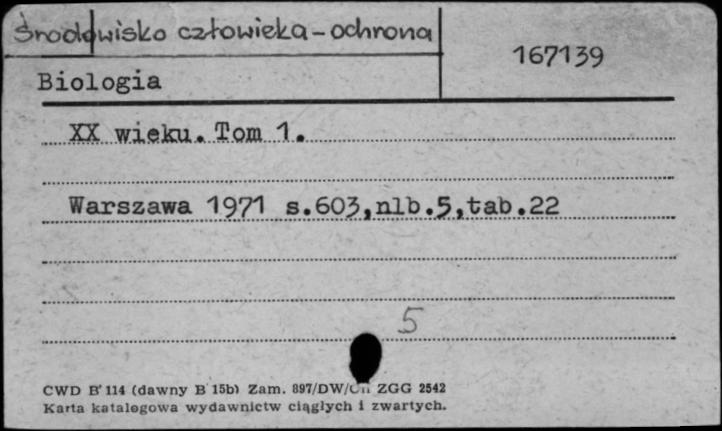 Środowisko człowieka-ochrona
167139
Biologia
XX wieku. Tom 1.
Warszawa 1971 s.603,nlb.5,tab.22
5
CWD B 114 (dawny B 15b) Zam. 897/DW/ ZGG 2542
Karta katalogowa wydawnictw ciągłych i zwartych.